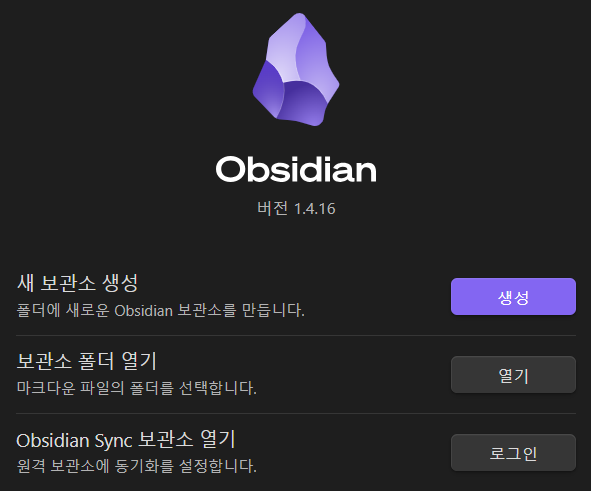 Obsidian
버전 1.4.16
새 보관소 생성
폴더에 새로운 Obsidian 보관소를 만듭니다.
생성
보관소 폴더 열기
마크다운 파일의 폴더를 선택합니다.
열기
Obsidian Sync 보관소 열기
원격 보관소에 동기화를 설정합니다.
로그인